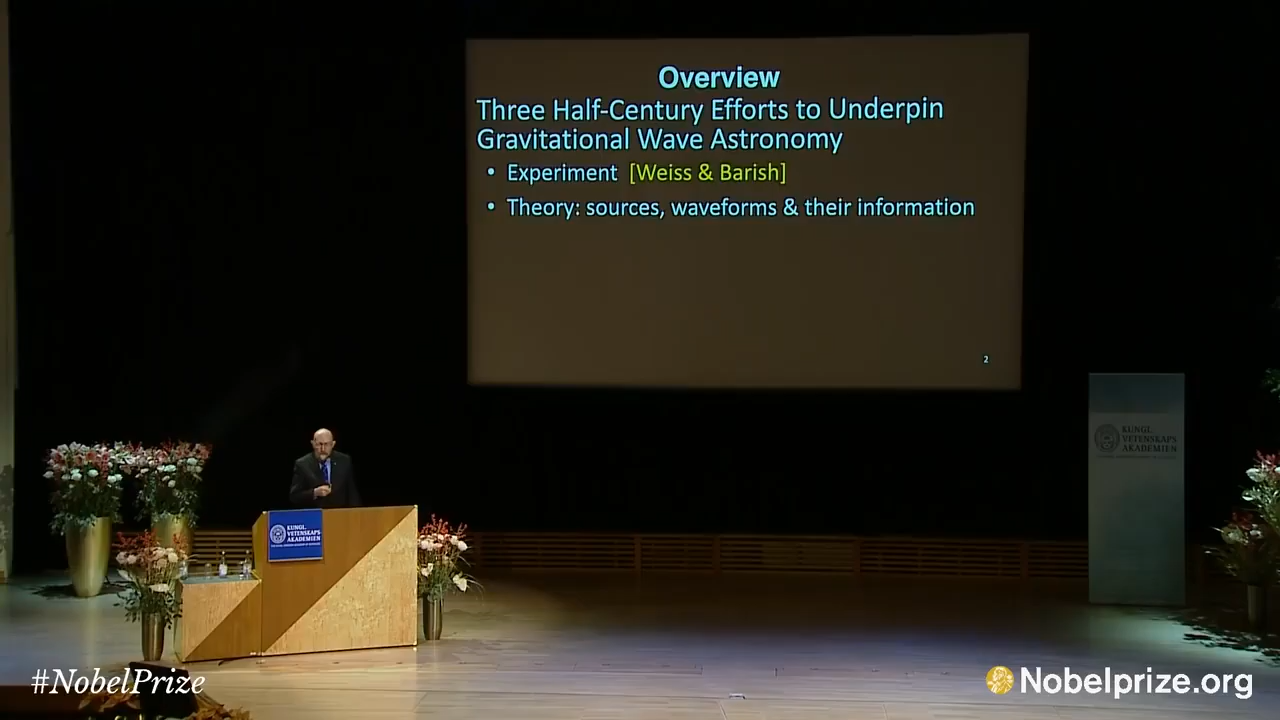 Overview
Three Half-Century Efforts to Underpin
Gravitational Wave Astronomy
• Experiment [Weiss & Barish]
• Theory: sources, waveforms & their information
2
KUNGL.
VETENSKAPS
AKADEMIEN
KUNGL.
VETENSKAPS
AKADEMIEN
#NobelPrize
Nobelprize.org